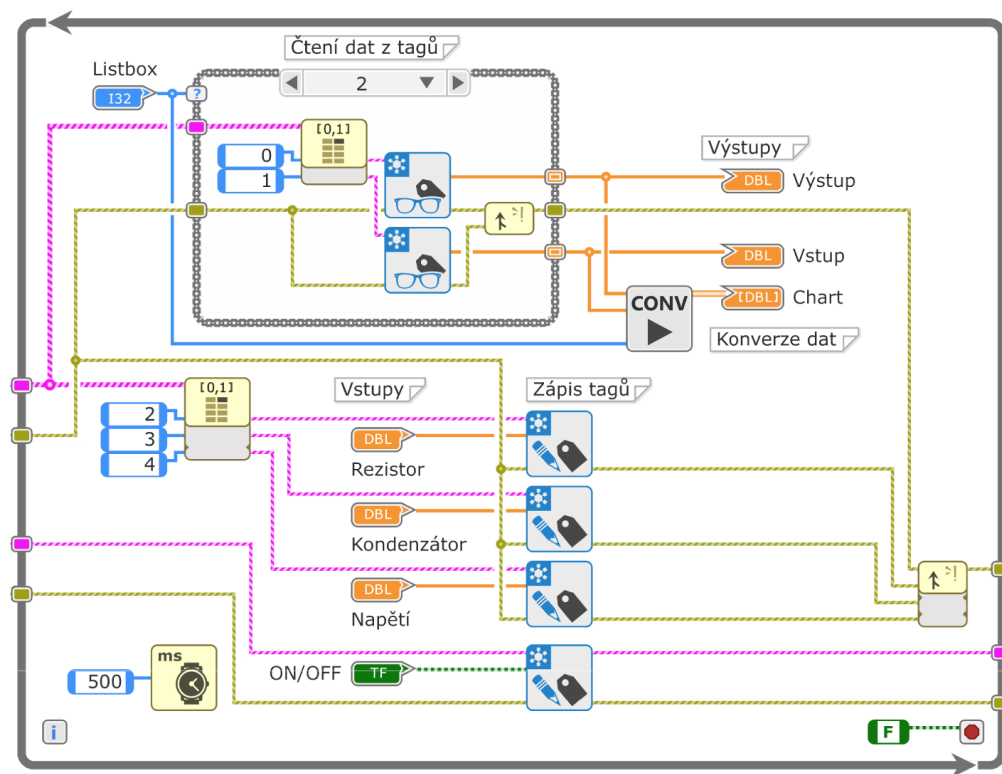 Čtení dat z tagů
Listbox
2
I32
?
[0,1]
0
1
Výstupy
DBL
Výstup
DBL
Vstup
CONV
[DBL]
Chart
Konverze dat
[0,1]
2
3
4
Vstupy
Zápis tagů
DBL
Rezistor
DBL
Kondenzátor
DBL
Napětí
ms
500
ON/OFF
TF
i
F